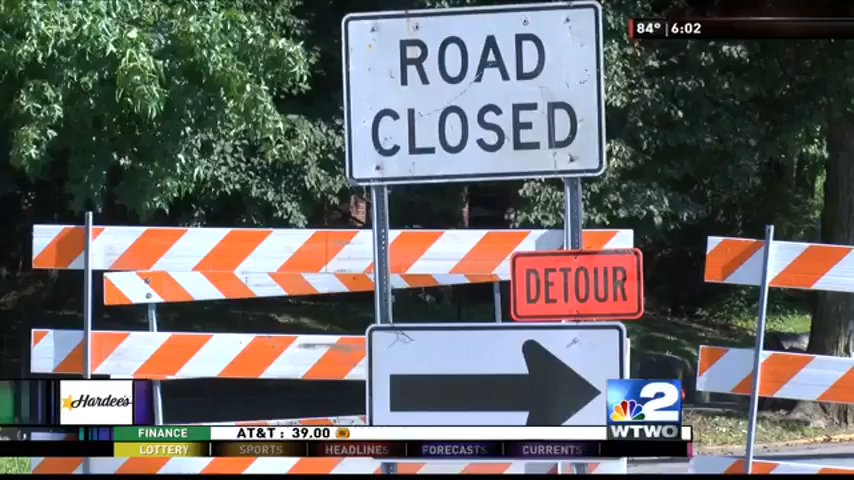 84° 6:02
ROAD
CLOSED
DETOUR
Hardee's
2
WTWO
FINANCE
AT&T : 39.00
LOTTERY
SPORTS
HEADLINES
FORECASTS
CURRENTS